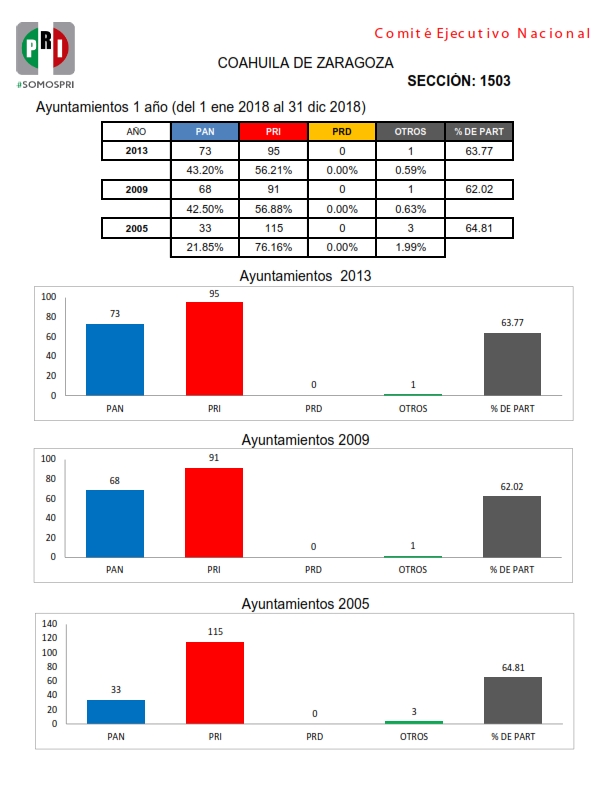 Comité Ejecutivo Nacional
PRI
#SOMOSPRI
COAHUILA DE ZARAGOZA
SECCIÓN: 1503
Ayuntamientos 1 año (del 1 ene 2018 al 31 dic 2018)
AÑO PAN PRI PRD OTROS % DE PART
2013 73 95 0 1 63.77
43.20% 56.21% 0.00% 0.59%
2009 68 91 0 1 62.02
42.50% 56.88% 0.00% 0.63%
2005 33 115 0 3 64.81
21.85% 76.16% 0.00% 1.99%
Ayuntamientos 2013
100
80
60
40
20
0
73
95
0
1
63.77
PAN PRI PRD OTROS % DE PART
Ayuntamientos 2009
100
80
60
40
20
0
68
91
0
1
62.02
PAN PRI PRD OTROS % DE PART
Ayuntamientos 2005
140
120
100
80
60
40
20
0
33
115
0
3
64.81
PAN PRI PRD OTROS % DE PART